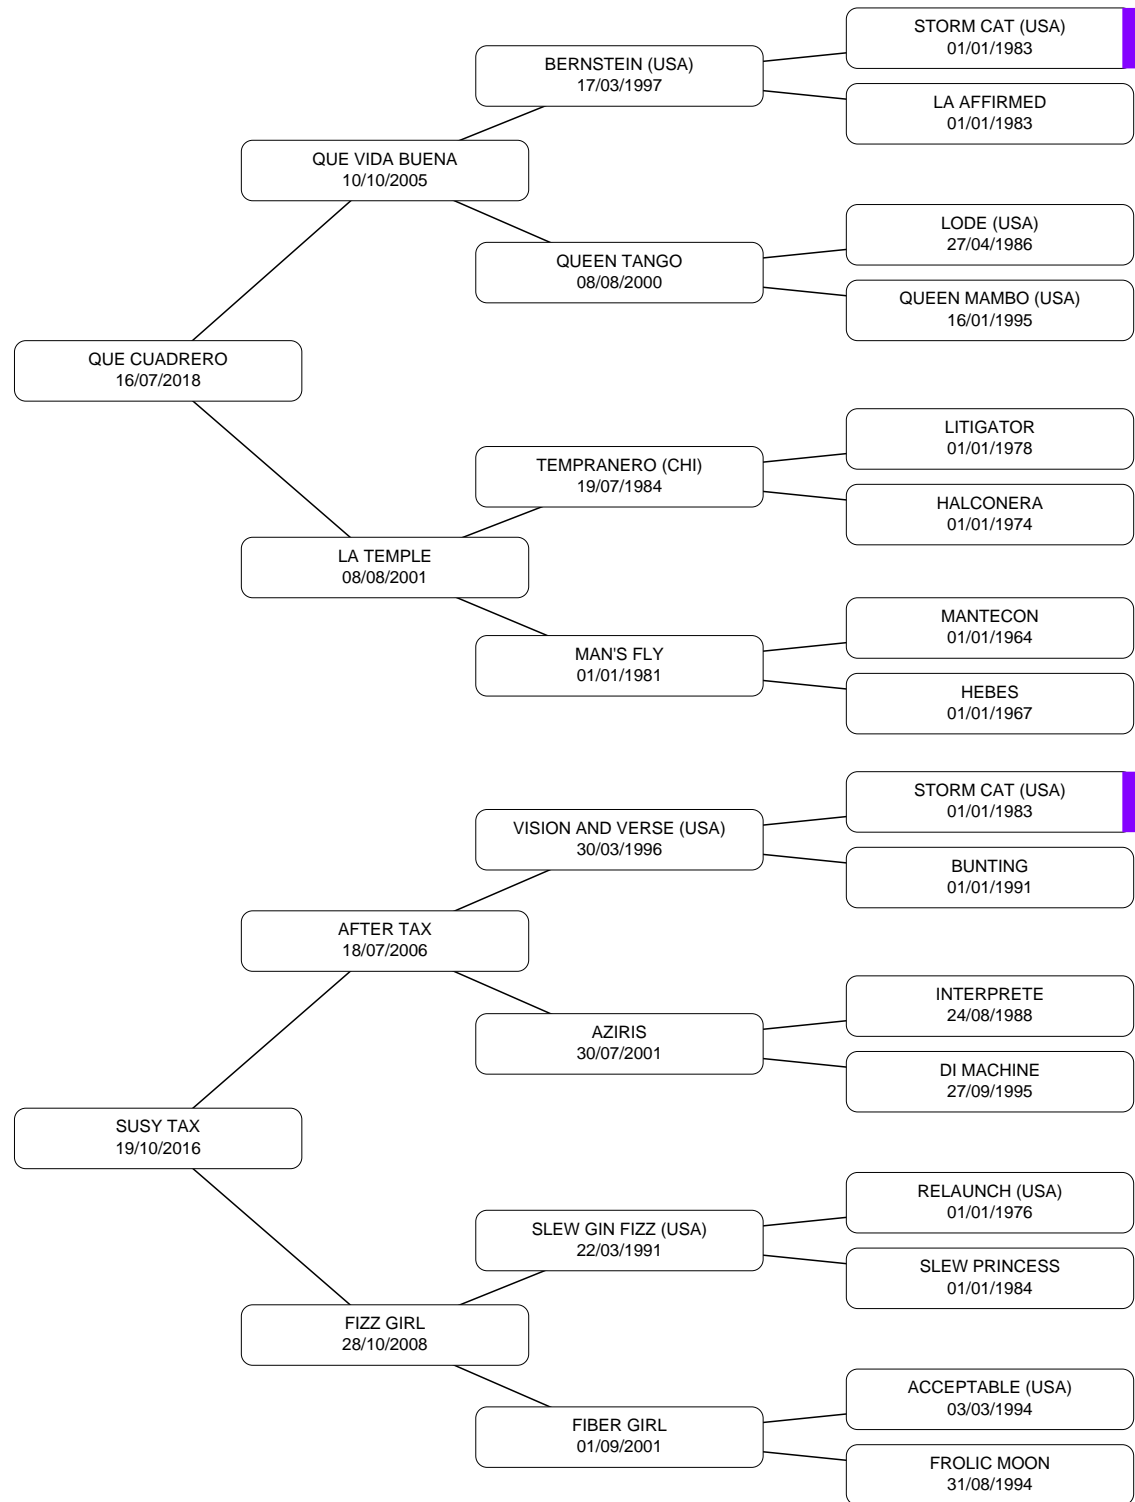 STORM CAT (USA)
01/01/1983
BERNSTEIN (USA)
17/03/1997
LA AFFIRMED
01/01/1983
QUE VIDA BUENA
10/10/2005
LODE (USA)
27/04/1986
QUEEN TANGO
08/08/2000
QUEEN MAMBO (USA)
16/01/1995
QUE CUADRERO
16/07/2018
LITIGATOR
01/01/1978
TEMPRANERO (CHI)
19/07/1984
HALCONERA
01/01/1974
LA TEMPLE
08/08/2001
MANTECON
01/01/1964
MAN'S FLY
01/01/1981
HEBES
01/01/1967
STORM CAT (USA)
01/01/1983
VISION AND VERSE (USA)
30/03/1996
BUNTING
01/01/1991
AFTER TAX
18/07/2006
INTERPRETE
24/08/1988
AZIRIS
30/07/2001
DI MACHINE
27/09/1995
SUSY TAX
19/10/2016
RELAUNCH (USA)
01/01/1976
SLEW GIN FIZZ (USA)
22/03/1991
SLEW PRINCESS
01/01/1984
FIZZ GIRL
28/10/2008
ACCEPTABLE (USA)
03/03/1994
FIBER GIRL
01/09/2001
FROLIC MOON
31/08/1994